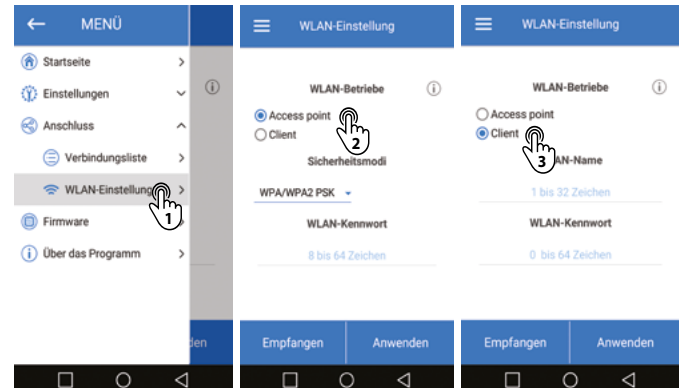 MENÜ
Startseite
Einstellungen
Anschluss
Verbindungsliste
WLAN-Einstellung
1
Firmware
Über das Programm
den
WLAN-Einstellung
WLAN-Betriebe
Access point
Client
2
Sicherheitsmodi
WPA/WPA2 PSK
WLAN-Kennwort
8 bis 64 Zeichen
Empfangen Anwenden
WLAN-Einstellung
WLAN-Betriebe
Access point
Client
3
AN-Name
1 bis 32 Zeichen
WLAN-Kennwort
0 bis 64 Zeichen
Empfangen Anwenden